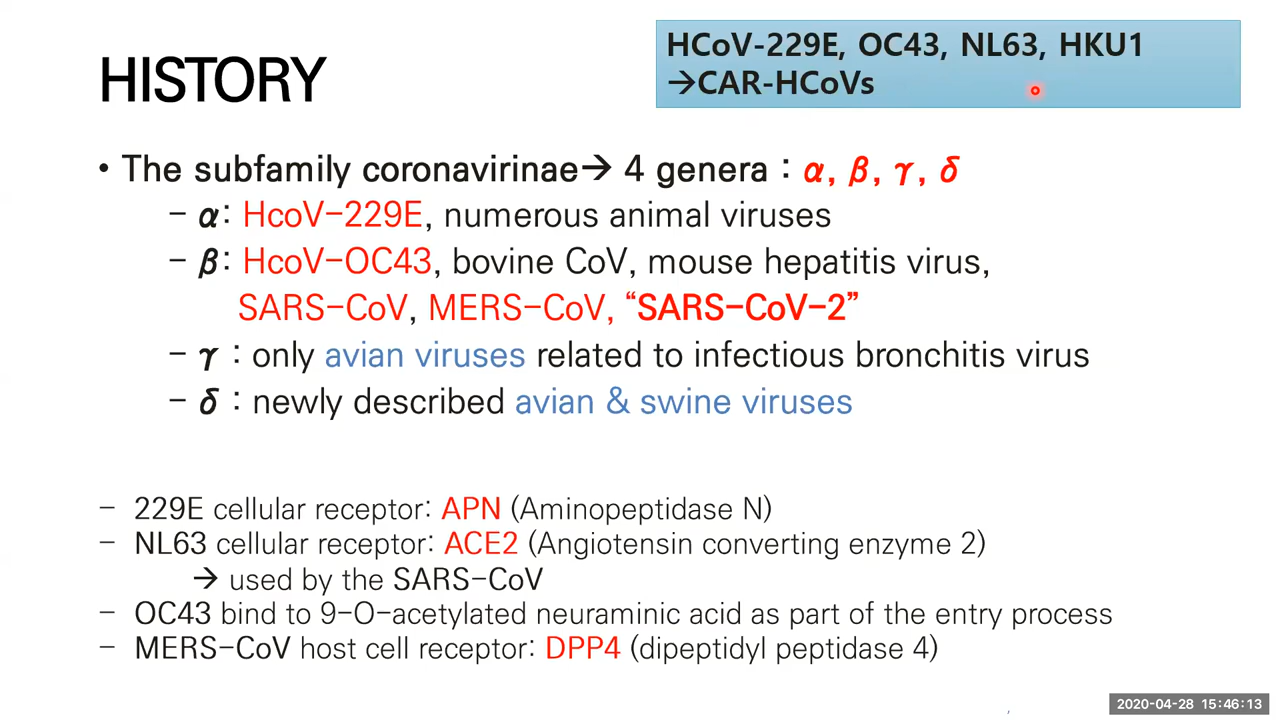 HISTORY
HCoV-229E, OC43, NL63, HKU1
→CAR-HCoVs
• The subfamily coronavirinae→ 4 genera : α, β, γ, δ
– α: HcoV-229E, numerous animal viruses
– β: HcoV-OC43, bovine CoV, mouse hepatitis virus,
SARS-CoV, MERS-CoV, “SARS-CoV-2”
– γ : only avian viruses related to infectious bronchitis virus
– δ : newly described avian & swine viruses
– 229E cellular receptor: APN (Aminopeptidase N)
– NL63 cellular receptor: ACE2 (Angiotensin converting enzyme 2)
→ used by the SARS-CoV
– OC43 bind to 9-O-acetylated neuraminic acid as part of the entry process
– MERS-CoV host cell receptor: DPP4 (dipeptidyl peptidase 4)
2020-04-28 15:46:13